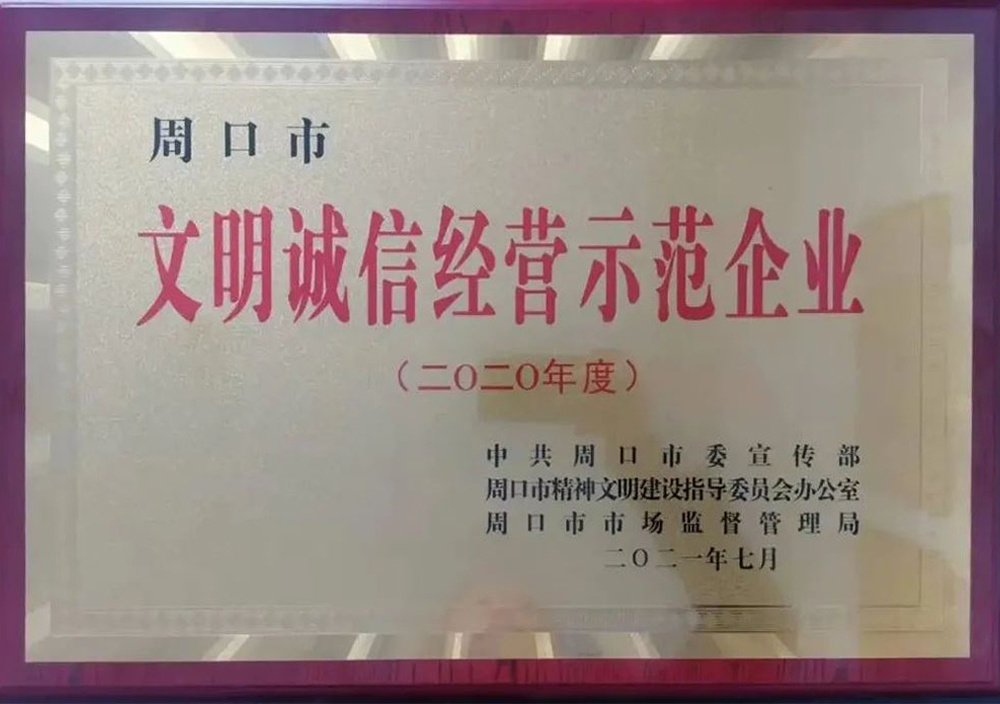 周口市
文明诚信经营示范企业
（二〇二〇年度）
中共周口市委宣传部
周口市精神文明建设指导委员会办公室
周口市市场监督管理局
二〇二一年七月